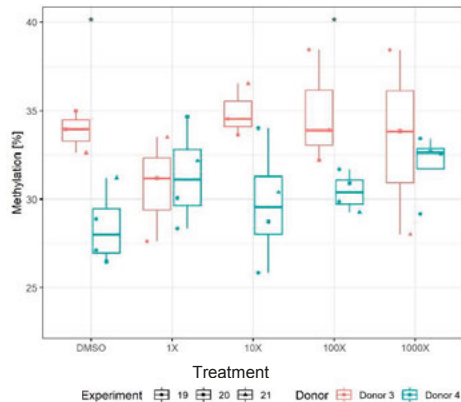 40
35
30
25
Methylation [%]
DMSO 1X 10X 100X 1000X
Treatment
Experiment 19 20 21 Donor Donor 3 Donor 4